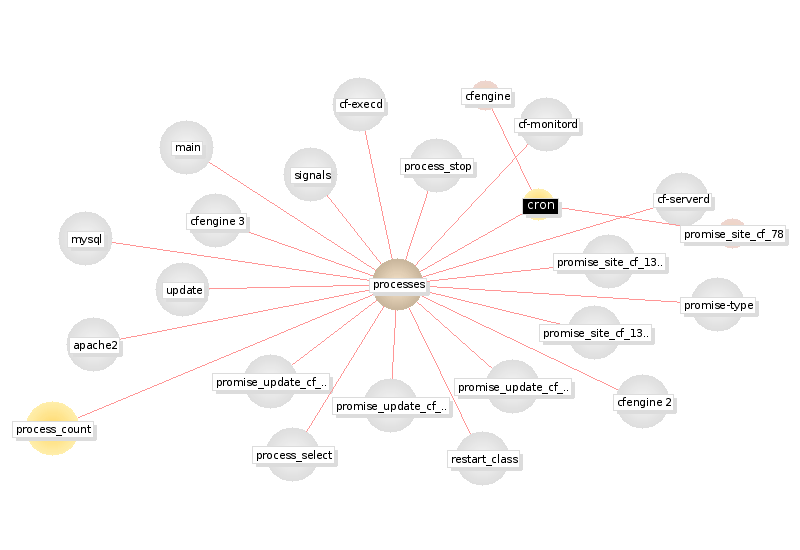 cfengine
cf-execd
cf-monitord
main
process_stop
signals
cf-serverd
cron
cfengine 3
promise_site_cf_78
mysql
promise_site_cf_13..
processes
update
promise-type
promise_site_cf_13..
apache2
promise_update_cf_..
promise_update_cf_..
cfengine 2
promise_update_cf_..
process_count
process_select
restart_class